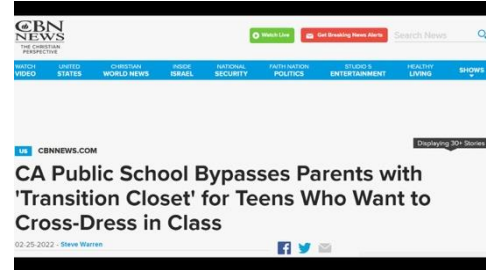 CBN
NEWS
THE CHRISTIAN
PERSPECTIVE
Watch Live
Get Breaking News Alerts
Search News
WATCH VIDEO
UNITED STATES
CHRISTIAN WORLD NEWS
INSIDE ISRAEL
NATIONAL SECURITY
FAITH NATION POLITICS
STUDIO 5 ENTERTAINMENT
HEALTHY LIVING
SHOWS
Displaying 30+ Stories
US CBNNEWS.COM
CA Public School Bypasses Parents with
'Transition Closet' for Teens Who Want to
Cross-Dress in Class
02-25-2022 - Steve Warren